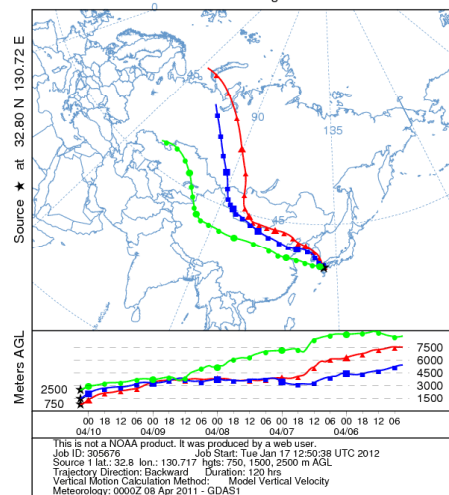 0
90
135
45
Source ★ at 32.80 N 130.72 E
Meters AGL
2500
750
7500
6000
4500
3000
1500
00 18 12 06 00 18 12 06 00 18 12 06 00 18 12 06 00 18 12 06
04/10 04/09 04/08 04/07 04/06
This is not a NOAA product. It was produced by a web user.
Job ID: 305676 Job Start: Tue Jan 17 12:50:38 UTC 2012
Source 1 lat.: 32.8 lon.: 130.717 hgts: 750, 1500, 2500 m AGL
Trajectory Direction: Backward Duration: 120 hrs
Vertical Motion Calculation Method: Model Vertical Velocity
Meteorology: 0000Z 08 Apr 2011 - GDAS1